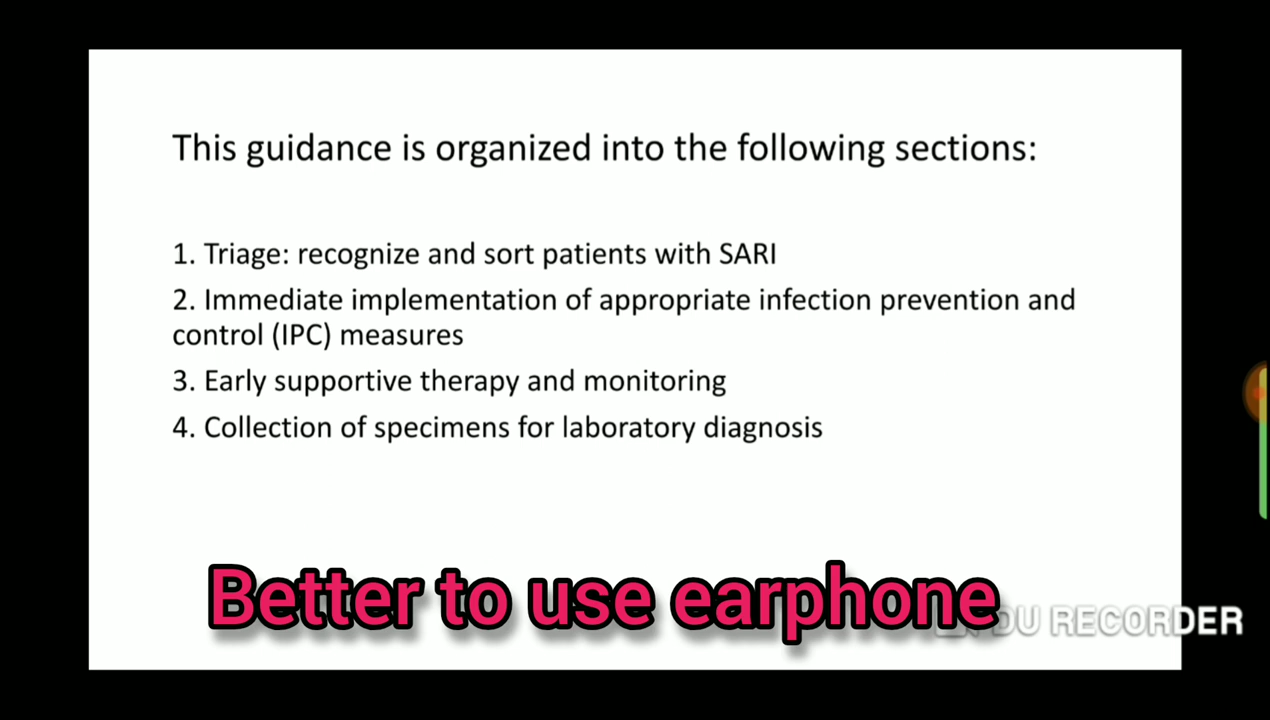 This guidance is organized into the following sections:
1. Triage: recognize and sort patients with SARI
2. Immediate implementation of appropriate infection prevention and
control (IPC) measures
3. Early supportive therapy and monitoring
4. Collection of specimens for laboratory diagnosis
Better to use earphone
DU RECORDER